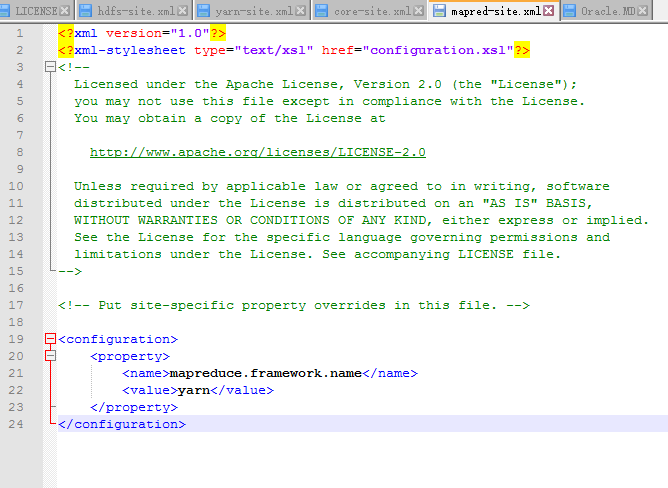 LICENSE hdfs-site.xml yarn-site.xml core-site.xml mapred-site.xml Oracle.MD
1 <?xml version="1.0"?>
2 <?xml-stylesheet type="text/xsl" href="configuration.xsl"?>
3 <!--
4 Licensed under the Apache License, Version 2.0 (the "License");
5 you may not use this file except in compliance with the License.
6 You may obtain a copy of the License at
7
8 http://www.apache.org/licenses/LICENSE-2.0
9
10 Unless required by applicable law or agreed to in writing, software
11 distributed under the License is distributed on an "AS IS" BASIS,
12 WITHOUT WARRANTIES OR CONDITIONS OF ANY KIND, either express or implied.
13 See the License for the specific language governing permissions and
14 limitations under the License. See accompanying LICENSE file.
15 -->
16
17 <!-- Put site-specific property overrides in this file. -->
18
19 <configuration>
20 <property>
21 <name>mapreduce.framework.name</name>
22 <value>yarn</value>
23 </property>
24 </configuration>